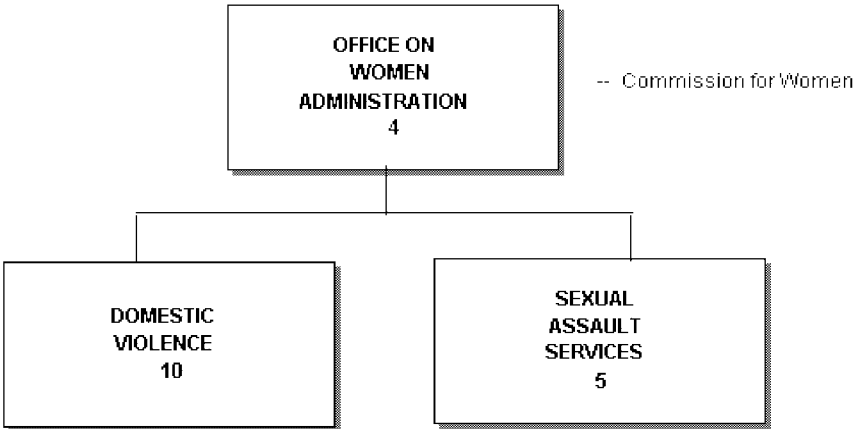 OFFICE ON
WOMEN
ADMINISTRATION
4
-- Commission for Women
DOMESTIC
VIOLENCE
10
SEXUAL
ASSAULT
SERVICES
5